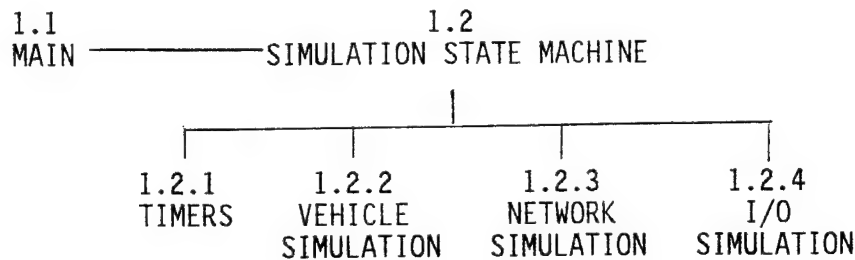 1.1 1.2
MAIN SIMULATION STATE MACHINE
1.2.1 1.2.2 1.2.3 1.2.4
TIMERS VEHICLE NETWORK I/O
SIMULATION SIMULATION SIMULATION